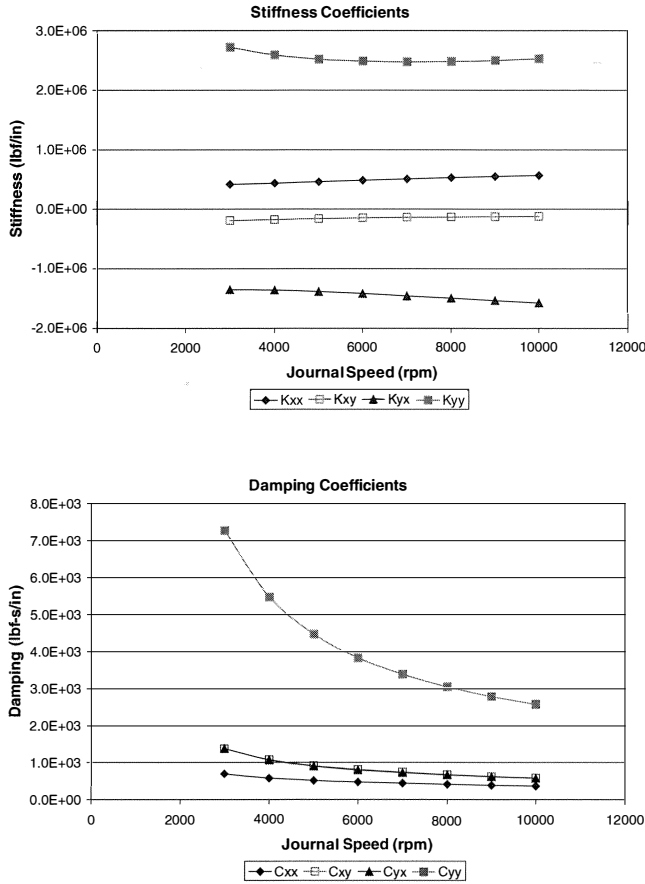 Stiffness Coefficients
3.0E+06
2.0E+06
1.0E+06
0.0E+00
-1.0E+06
-2.0E+06
Stiffness (lbf/in)
0 2000 4000 6000 8000 10000 12000
Journal Speed (rpm)
Kxx Kxy Kyx Kyy
Damping Coefficients
8.0E+03
7.0E+03
6.0E+03
5.0E+03
4.0E+03
3.0E+03
2.0E+03
1.0E+03
0.0E+00
Damping (lbf-s/in)
0 2000 4000 6000 8000 10000 12000
Journal Speed (rpm)
Cxx Cxy Cyx Cyy